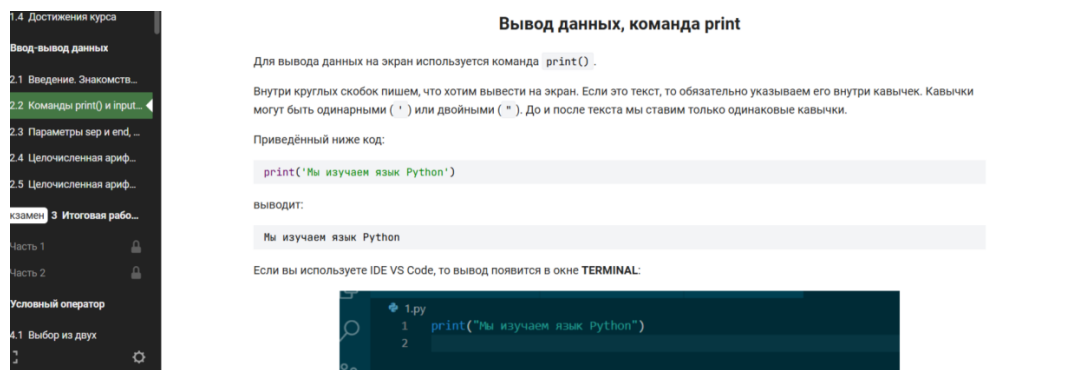 1.4 Достижения курса
Ввод-вывод данных
2.1 Введение. Знакомств...
2.2 Команды print() и input...
2.3 Параметры sep и end, ...
2.4 Целочисленная ариф...
2.5 Целочисленная ариф...
кзамен 3 Итоговая рабо...
Часть 1
Часть 2
Условный оператор
4.1 Выбор из двух
Вывод данных, команда print
Для вывода данных на экран используется команда print() .
Внутри круглых скобок пишем, что хотим вывести на экран. Если это текст, то обязательно указываем его внутри кавычек. Кавычки
могут быть одинарными ( ' ) или двойными ( " ). До и после текста мы ставим только одинаковые кавычки.
Приведённый ниже код:
print('Мы изучаем язык Python')
выводит:
Мы изучаем язык Python
Если вы используете IDE VS Code, то вывод появится в окне TERMINAL:
1.py
1 print("Мы изучаем язык Python")
2